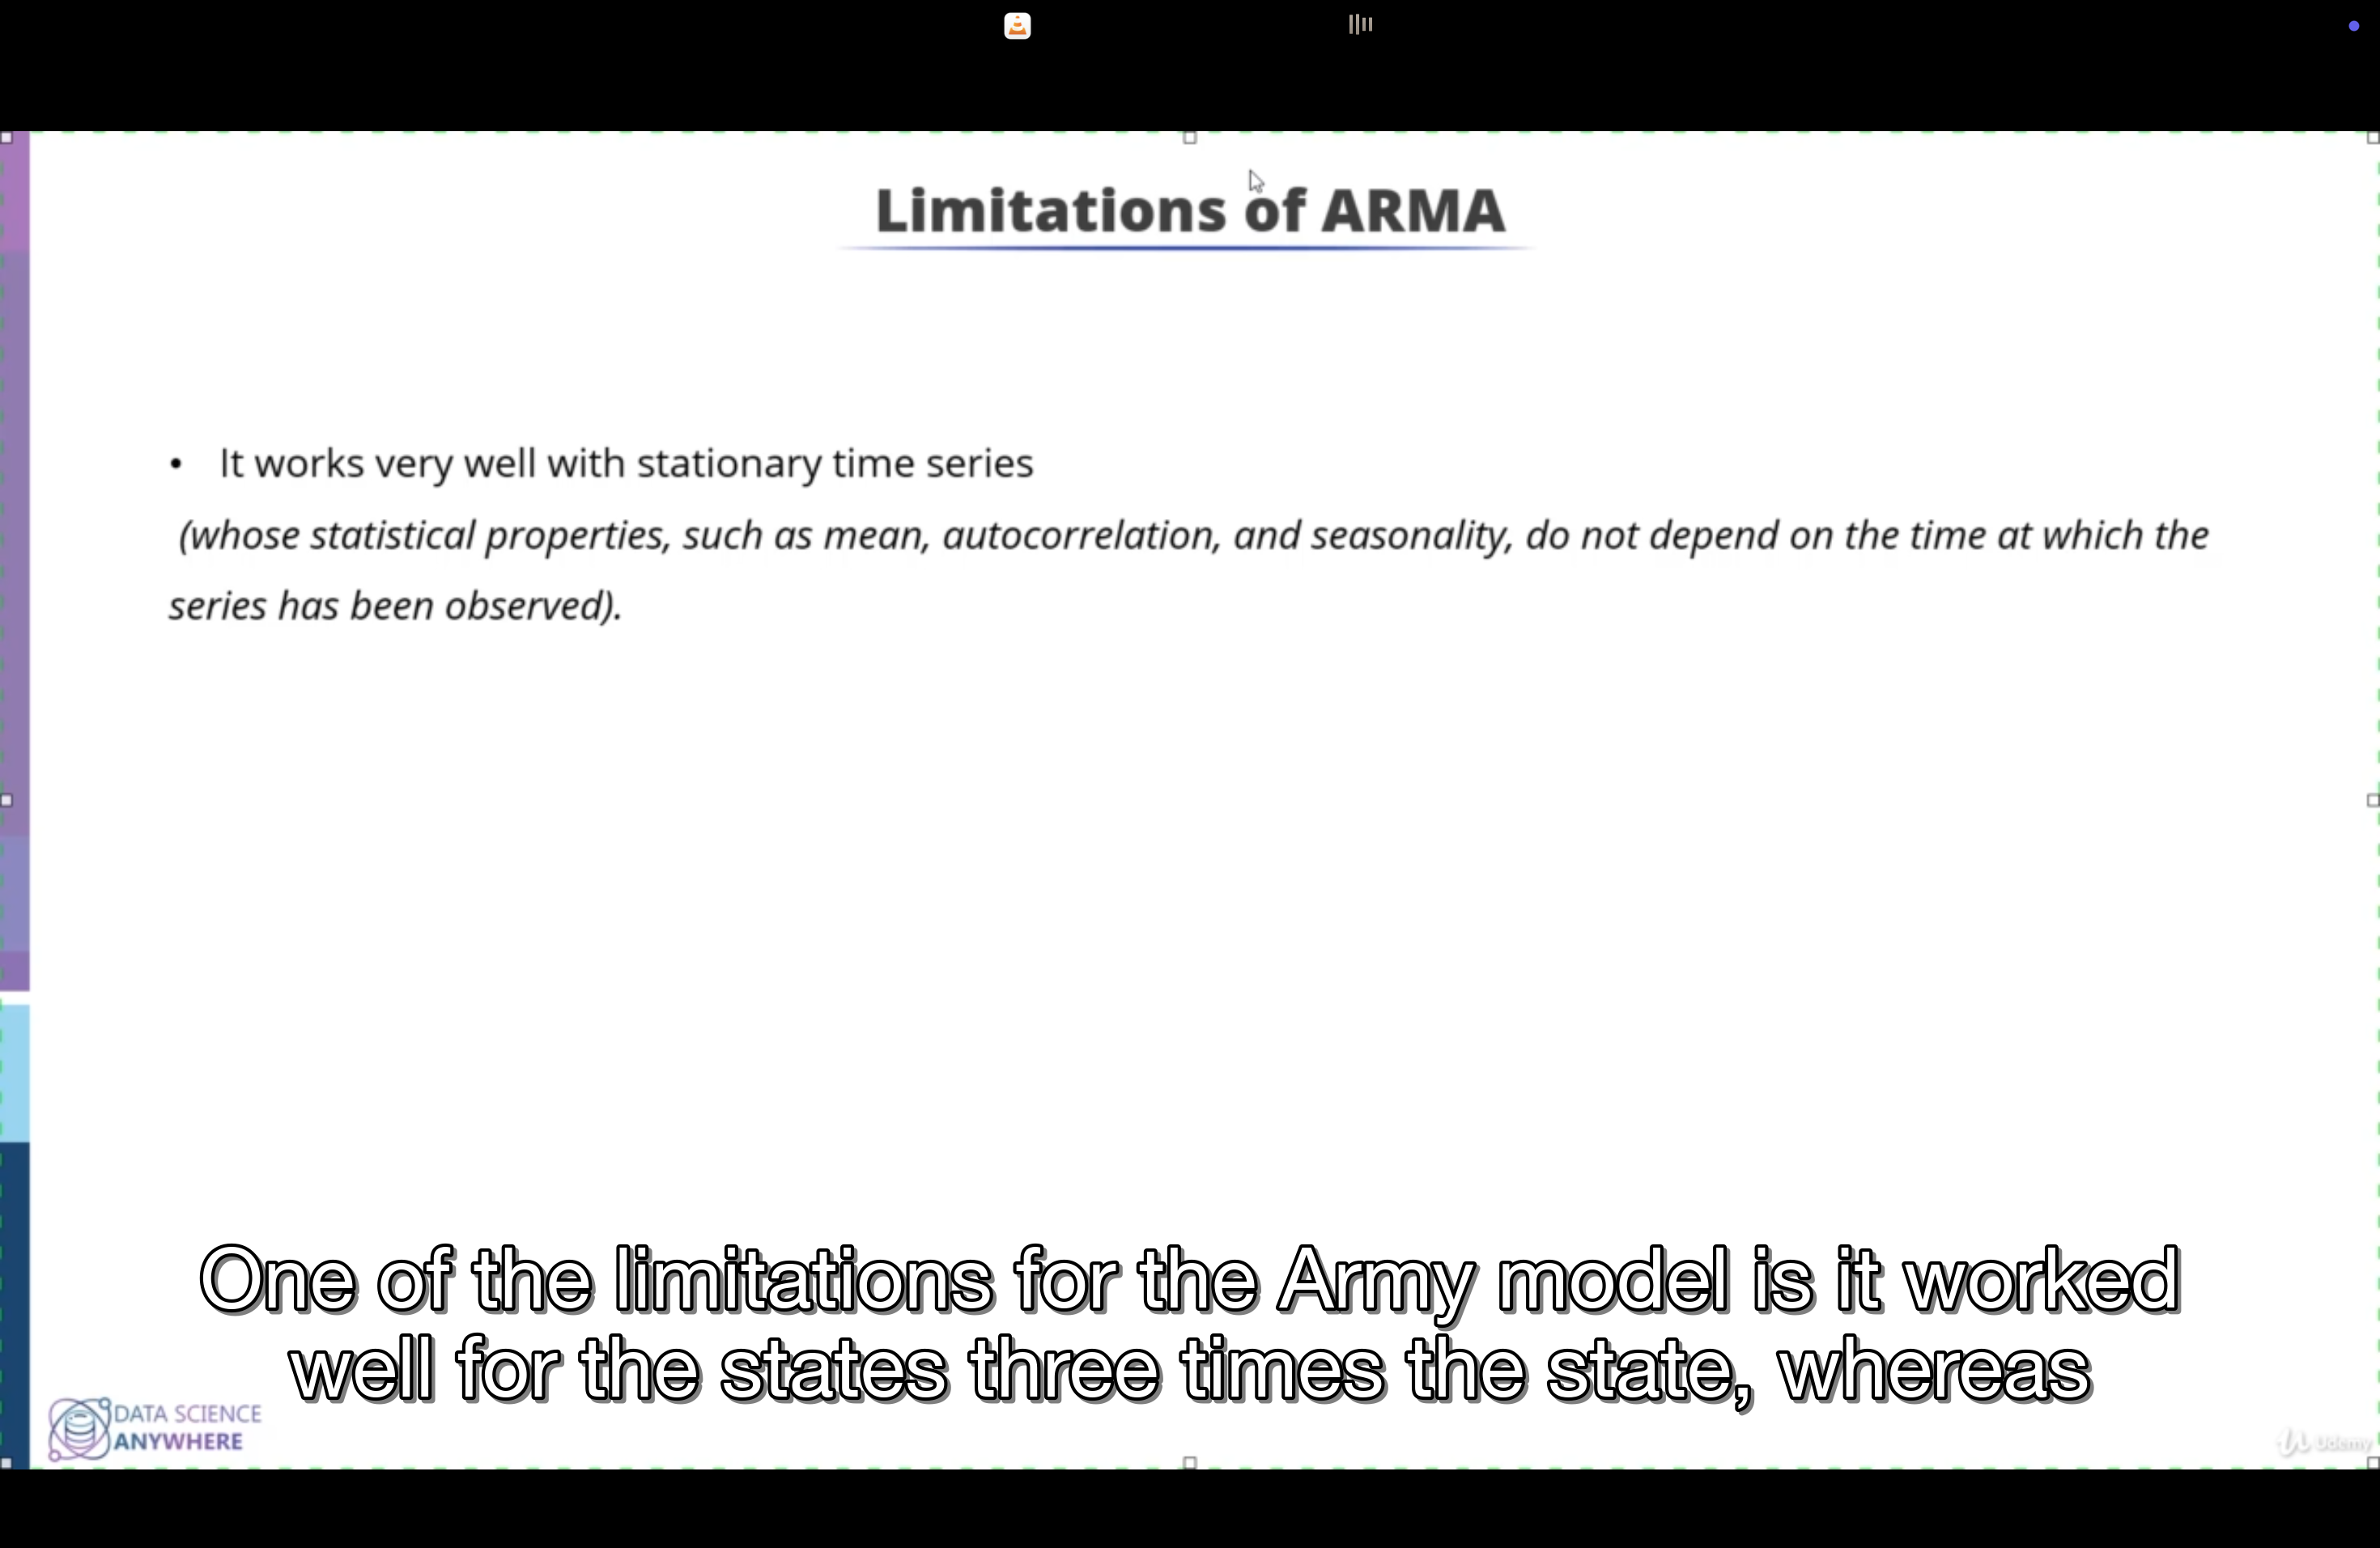 Limitations of ARMA
• It works very well with stationary time series
(whose statistical properties, such as mean, autocorrelation, and seasonality, do not depend on the time at which the
series has been observed).
One of the limitations for the Army model is it worked
well for the states three times the state, whereas
DATA SCIENCE
ANYWHERE
Udemy